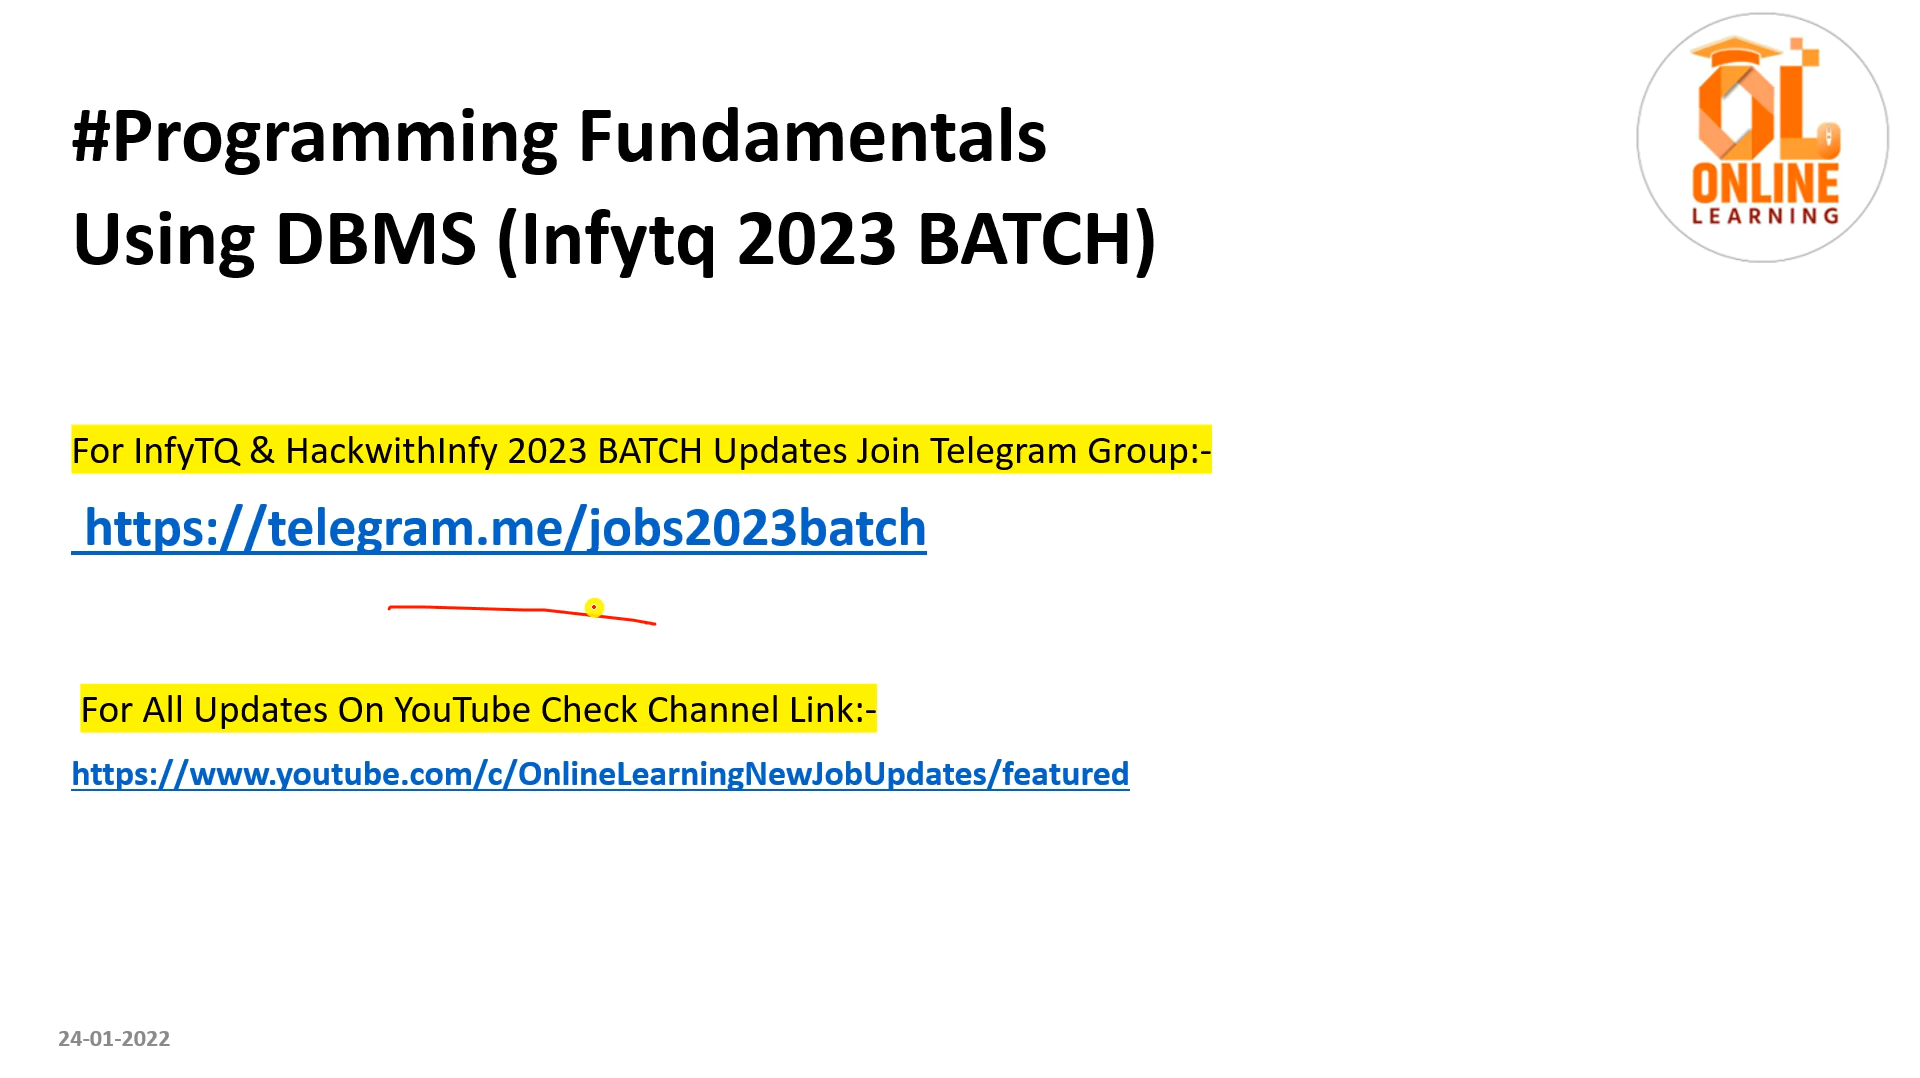 #Programming Fundamentals
Using DBMS (Infytq 2023 BATCH)
OL
ONLINE
LEARNING
For InfyTQ & HackwithInfy 2023 BATCH Updates Join Telegram Group:-
https://telegram.me/jobs2023batch
For All Updates On YouTube Check Channel Link:-
https://www.youtube.com/c/OnlineLearningNewJobUpdates/featured
24-01-2022